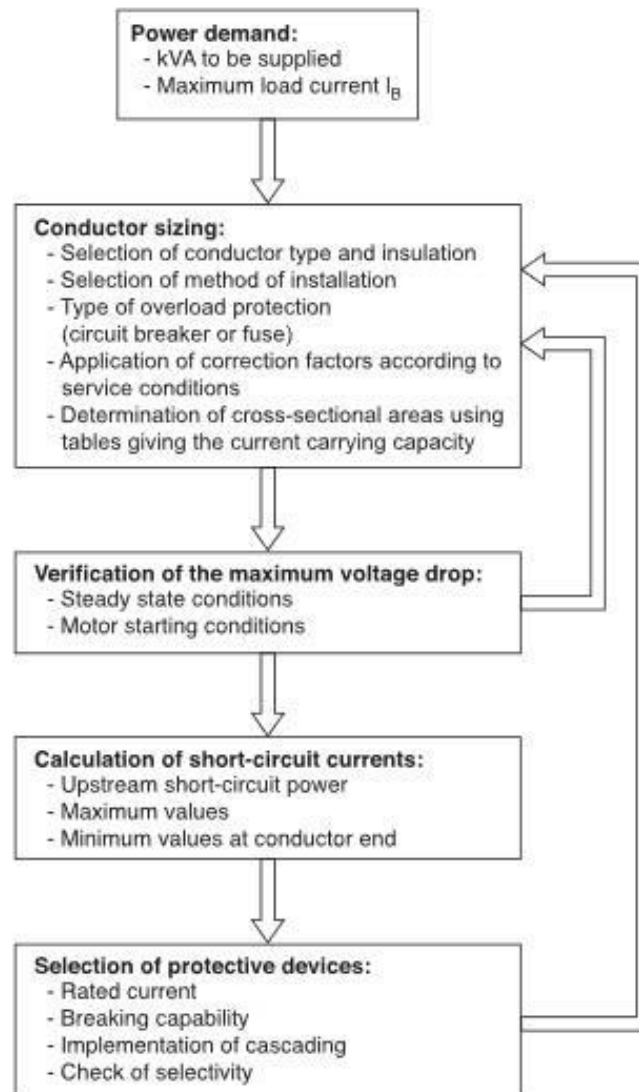 Power demand:
- kVA to be supplied
- Maximum load current I_B
Conductor sizing:
- Selection of conductor type and insulation
- Selection of method of installation
- Type of overload protection
(circuit breaker or fuse)
- Application of correction factors according to
service conditions
- Determination of cross-sectional areas using
tables giving the current carrying capacity
Verification of the maximum voltage drop:
- Steady state conditions
- Motor starting conditions
Calculation of short-circuit currents:
- Upstream short-circuit power
- Maximum values
- Minimum values at conductor end
Selection of protective devices:
- Rated current
- Breaking capability
- Implementation of cascading
- Check of selectivity